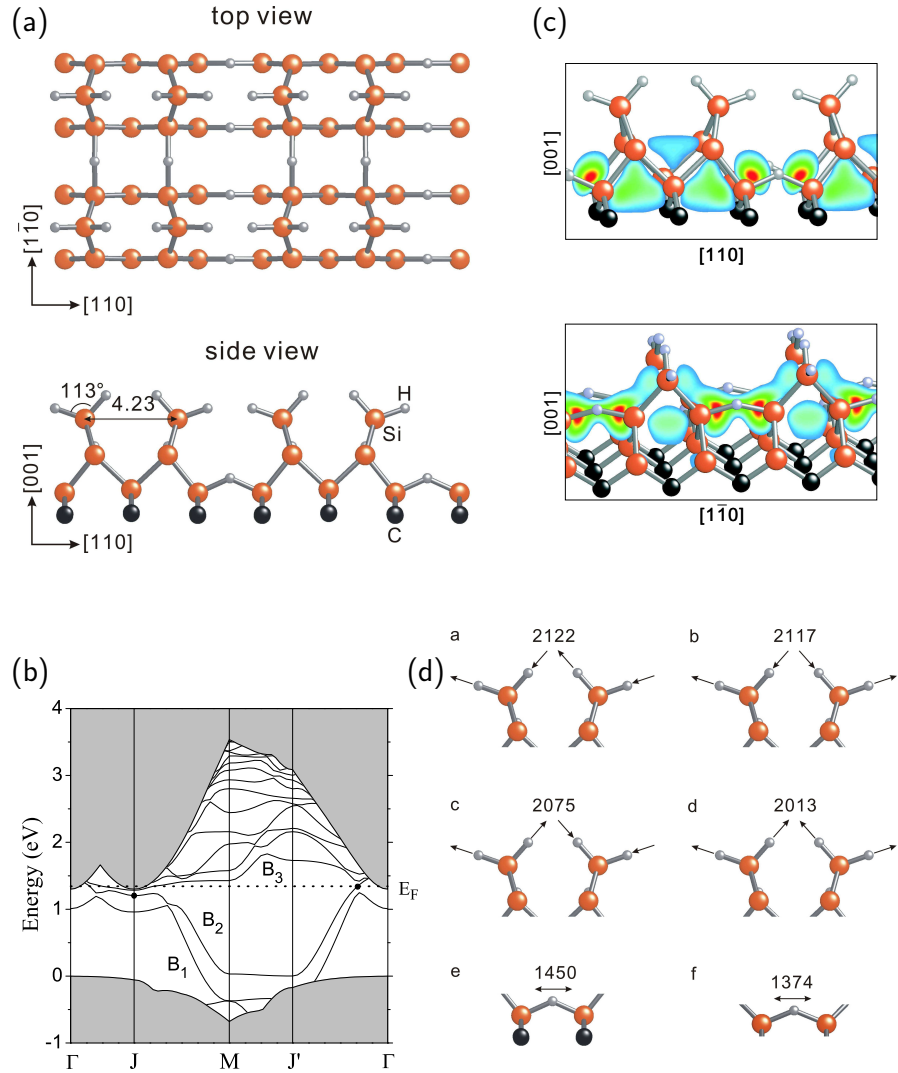 (a)
top view
[11̄0]
[110]
side view
113°
4.23
H
Si
[001]
C
[110]
(c)
[001]
[110]
[001]
[11̄0]
(b)
4
3
2
1
0
-1
Energy (eV)
B₃
E_F
B₂
B₁
Γ J M J' Γ
(d)
a 2122
b 2117
c 2075
d 2013
e 1450
f 1374